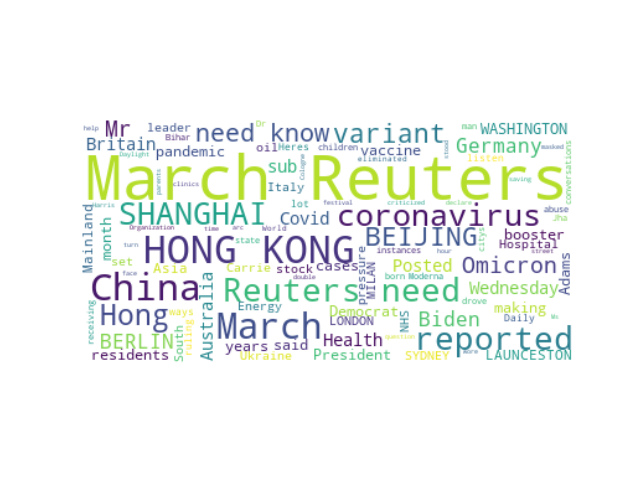 help
Mr
leader
Bihar
need know
Dr
variant
man
WASHINGTON
Britain
Daylight
pandemic
oil
Heres
children
vaccine
eliminated
stood
Germany
masked
listen
conversations
March Reuters
parents
clinics
sub
Italy
Cologne
saving
Harris
SHANGHAI
Covid
lot
festival
criticized
coronavirus
declare
abuse
Jha
Mainland
month
Organization
time
arc
World
BEIJING
citys
booster
street
Hospital
turn
HONG KONG
state
instances
hour
set
face
Asia
Carrie
stock
cases
double
pressure
MILAN
Posted
Omicron
Adams
China
Australia
Reuters need
born
Moderna
drove
Wednesday
receiving
Hong
ways
ruling
March
Energy
Democrat
LONDON
NHS
Biden
making
Daily
We
BERLIN
South
residents
years
said
Health
question
reported
Ukraine
President
SYDNEY
more
LAUNCESTON